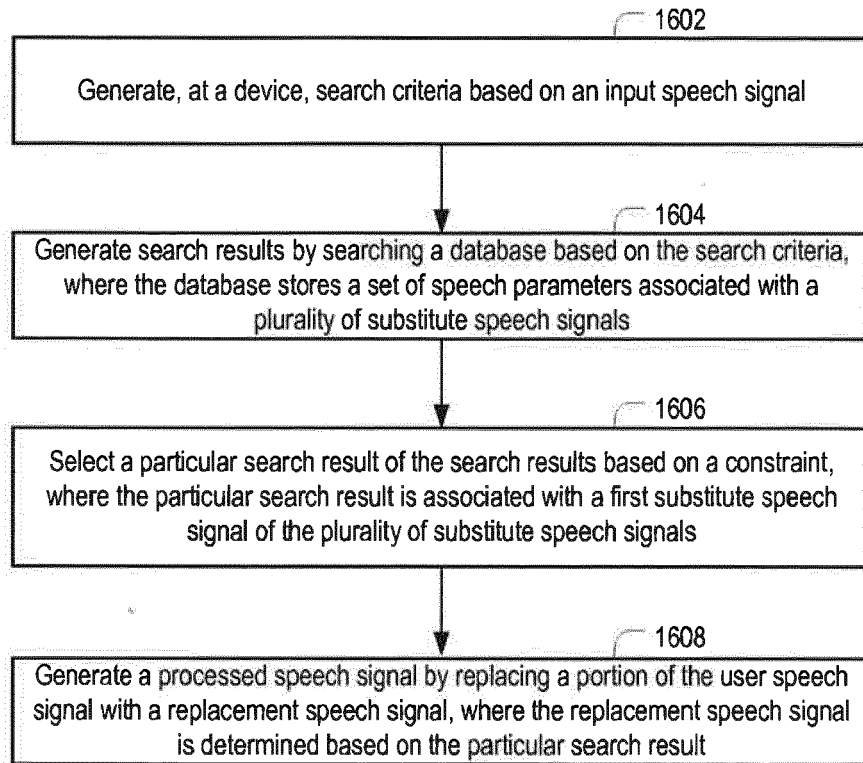 1602
Generate, at a device, search criteria based on an input speech signal
1604
Generate search results by searching a database based on the search criteria,
where the database stores a set of speech parameters associated with a
plurality of substitute speech signals
1606
Select a particular search result of the search results based on a constraint,
where the particular search result is associated with a first substitute speech
signal of the plurality of substitute speech signals
1608
Generate a processed speech signal by replacing a portion of the user speech
signal with a replacement speech signal, where the replacement speech signal
is determined based on the particular search result